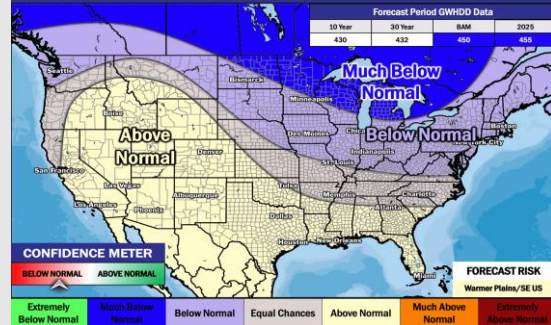 Forecast Period GWHDD Data
10 Year 30 Year BAM 2025
430 432 450 455
Seattle
Bismarck
Much Below
Normal
Minneapolis
Boise
Above
Normal
Des Moines
Chic
Below Normal
Boston
York City
Indianapolis
Denver
St. Louis
San Francisco
Las Vegas
Tulsa
Charlotte
Memphis
Los Angeles
Albuquerque
Phoenix
Atlanta
Dallas
Houston
New Orleans
Miami
CONFIDENCE METER
BELOW NORMAL ABOVE NORMAL
FORECAST RISK
Warmer Plains/SE US
Extremely Below Normal
Much Below Normal
Below Normal
Equal Chances
Above Normal
Much Above Normal
Extremely Above Normal